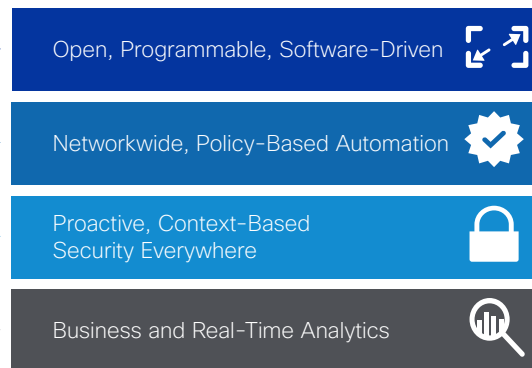 Open, Programmable, Software-Driven
Networkwide, Policy-Based Automation
Proactive, Context-Based
Security Everywhere
Business and Real-Time Analytics